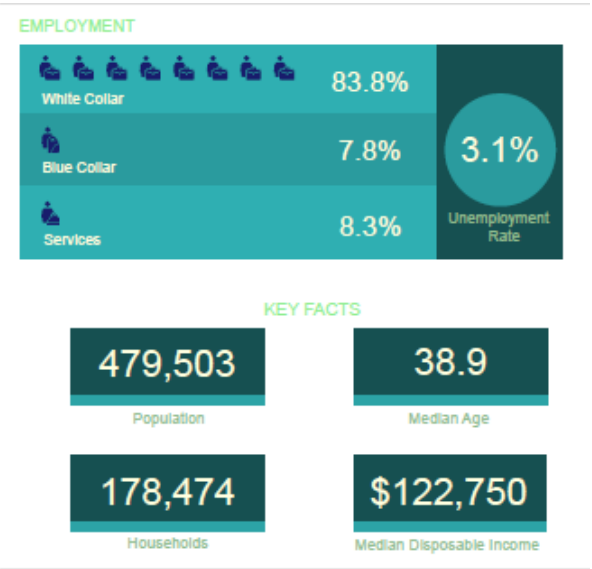 EMPLOYMENT
White Collar
83.8%
Blue Collar
7.8%
Services
8.3%
3.1%
Unemployment
Rate
KEY FACTS
479,503
Population
38.9
Median Age
178,474
Households
$122,750
Median Disposable Income